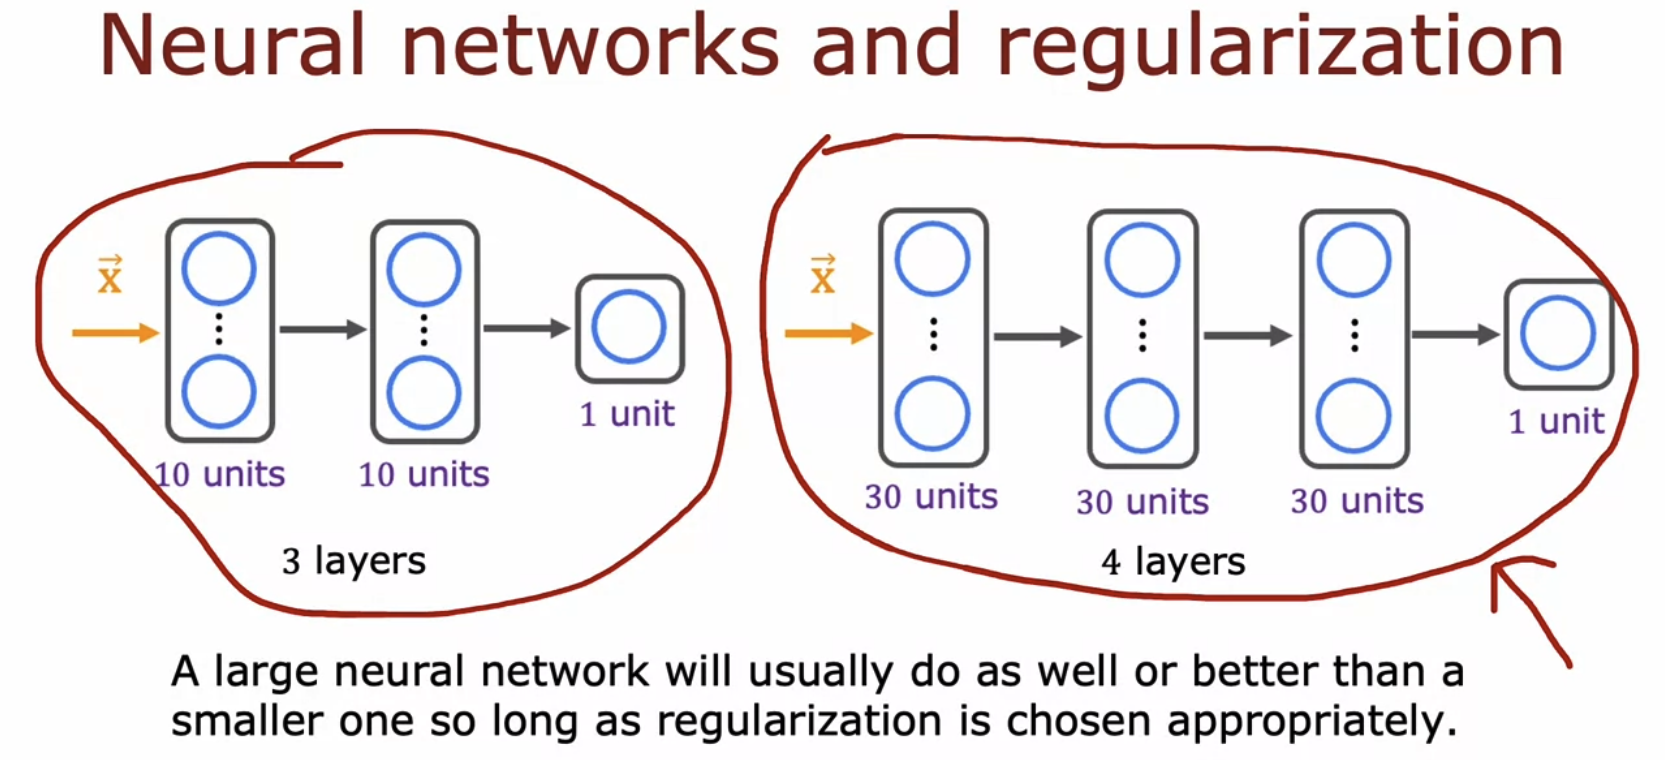 Neural networks and regularization
x⃗
10 units
10 units
1 unit
3 layers
x⃗
30 units
30 units
30 units
1 unit
4 layers
A large neural network will usually do as well or better than a
smaller one so long as regularization is chosen appropriately.